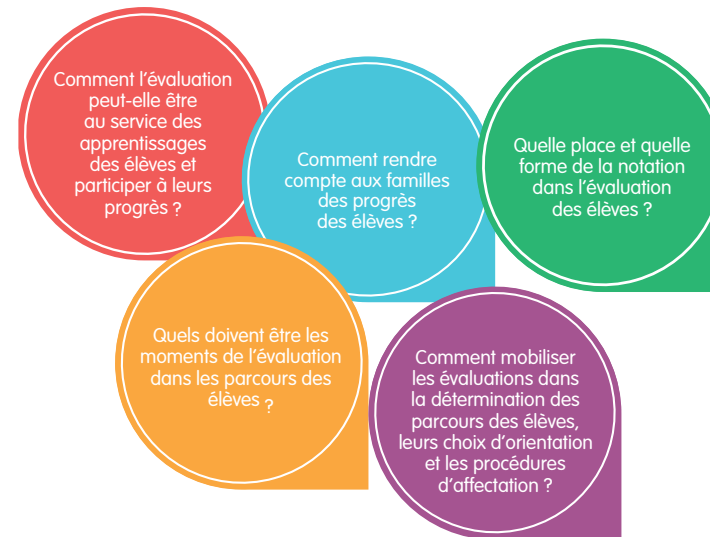 Comment l'évaluation
peut-elle être
au service des
apprentissages
des élèves et
participer à leurs
progrès ?
Comment rendre
compte aux familles
des progrès
des élèves ?
Quelle place et quelle
forme de la notation
dans l'évaluation
des élèves ?
Quels doivent être les
moments de l'évaluation
dans les parcours des
élèves ?
Comment mobiliser
les évaluations dans
la détermination des
parcours des élèves,
leurs choix d'orientation
et les procédures
d'affectation ?